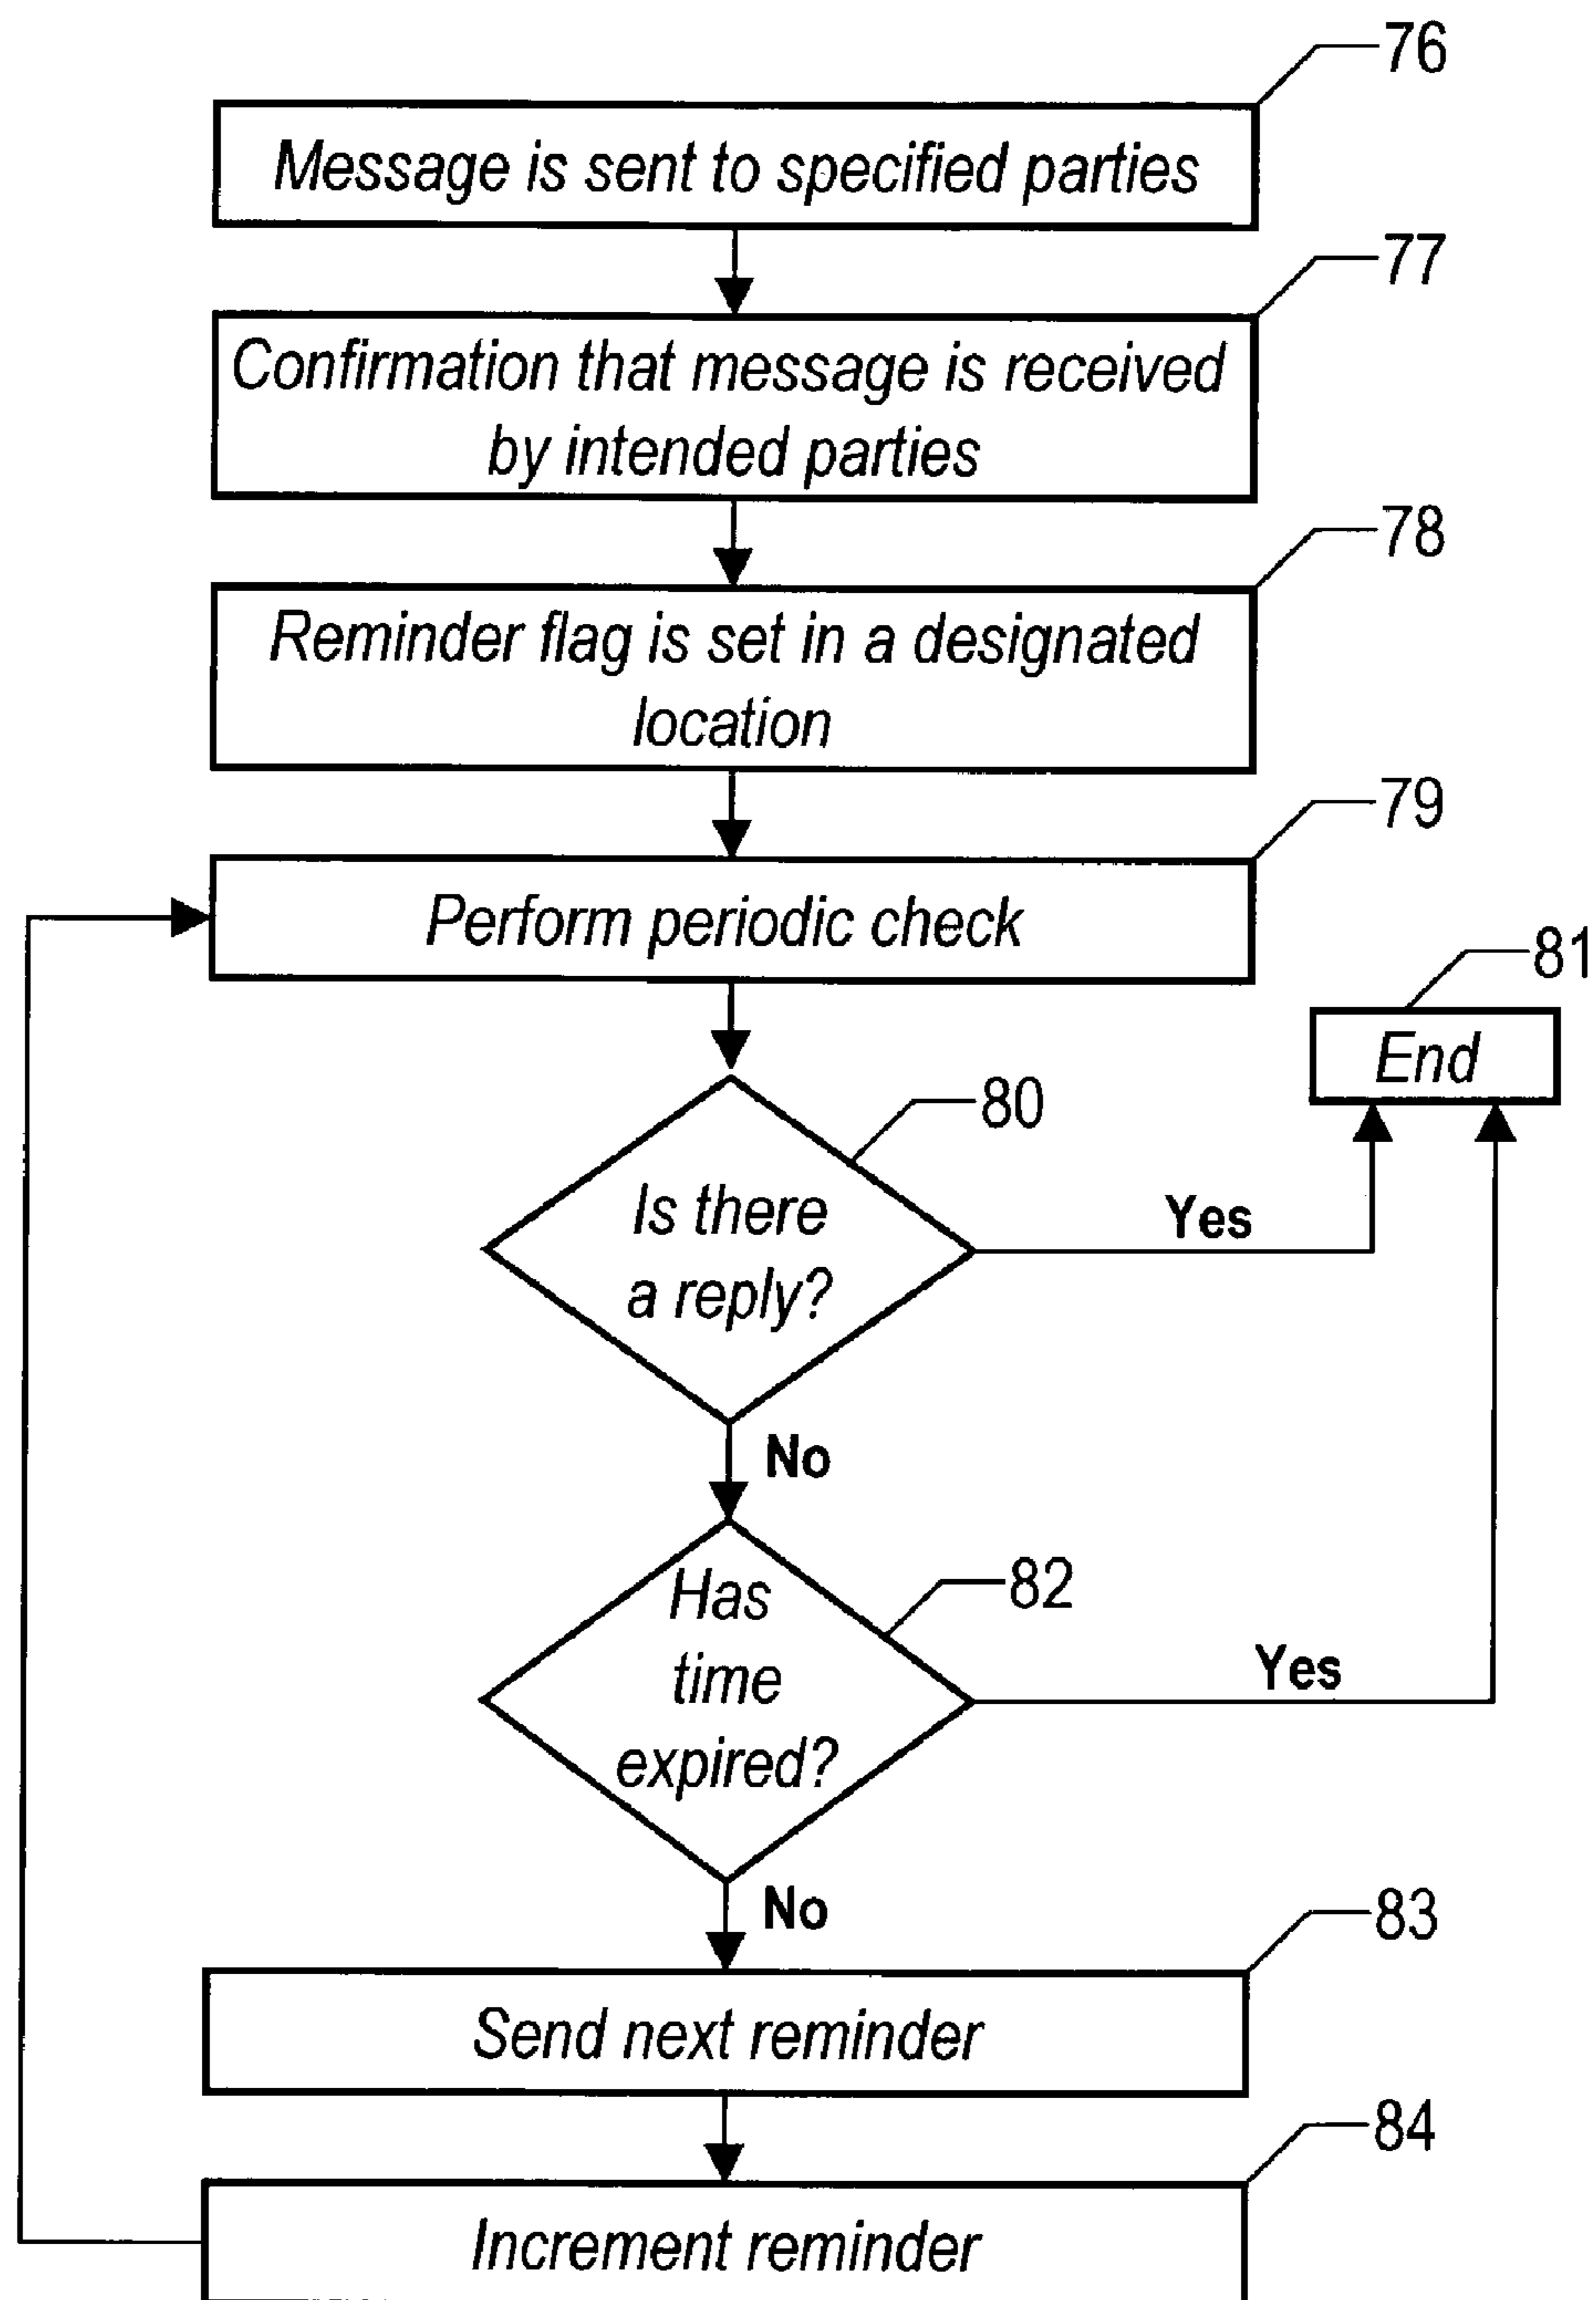 76
Message is sent to specified parties
77
Confirmation that message is received
by intended parties
78
Reminder flag is set in a designated
location
79
Perform periodic check
81
End
80
Is there
a reply?
Yes
No
82
Has
time
expired?
Yes
No
83
Send next reminder
84
Increment reminder